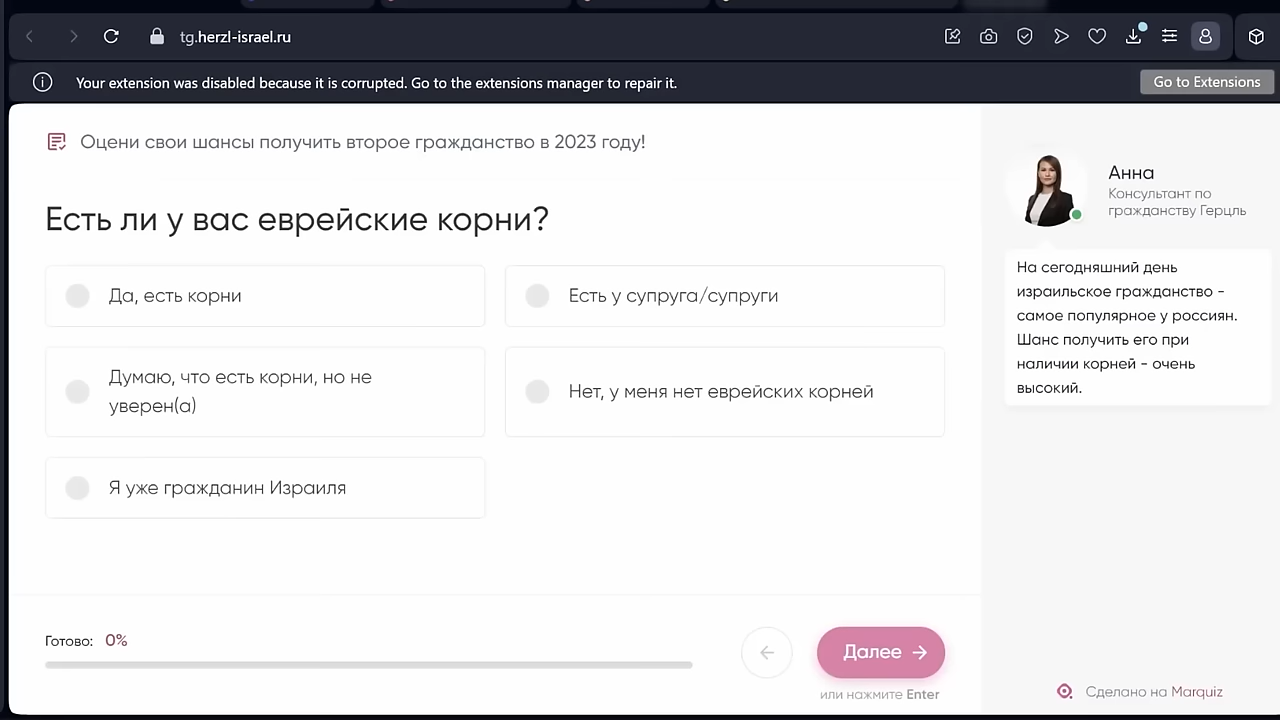 tg.herzl-israel.ru
Your extension was disabled because it is corrupted. Go to the extensions manager to repair it.
Go to Extensions
Оцени свои шансы получить второе гражданство в 2023 году!
Есть ли у вас еврейские корни?
Да, есть корни
Есть у супруга/супруги
Думаю, что есть корни, но не
уверен(а)
Нет, у меня нет еврейских корней
Я уже гражданин Израиля
Готово: 0%
Далее →
или нажмите Enter
Анна
Консультант по
гражданству Герцль
На сегодняшний день
израильское гражданство -
самое популярное у россиян.
Шанс получить его при
наличии корней - очень
высокий.
Сделано на Marquiz